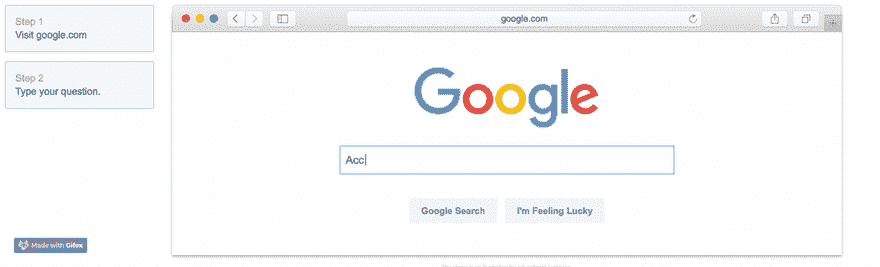 Step 1
Visit google.com
Step 2
Type your question.
google.com
Google
Acc
Google Search
I'm Feeling Lucky
Made with Gifox